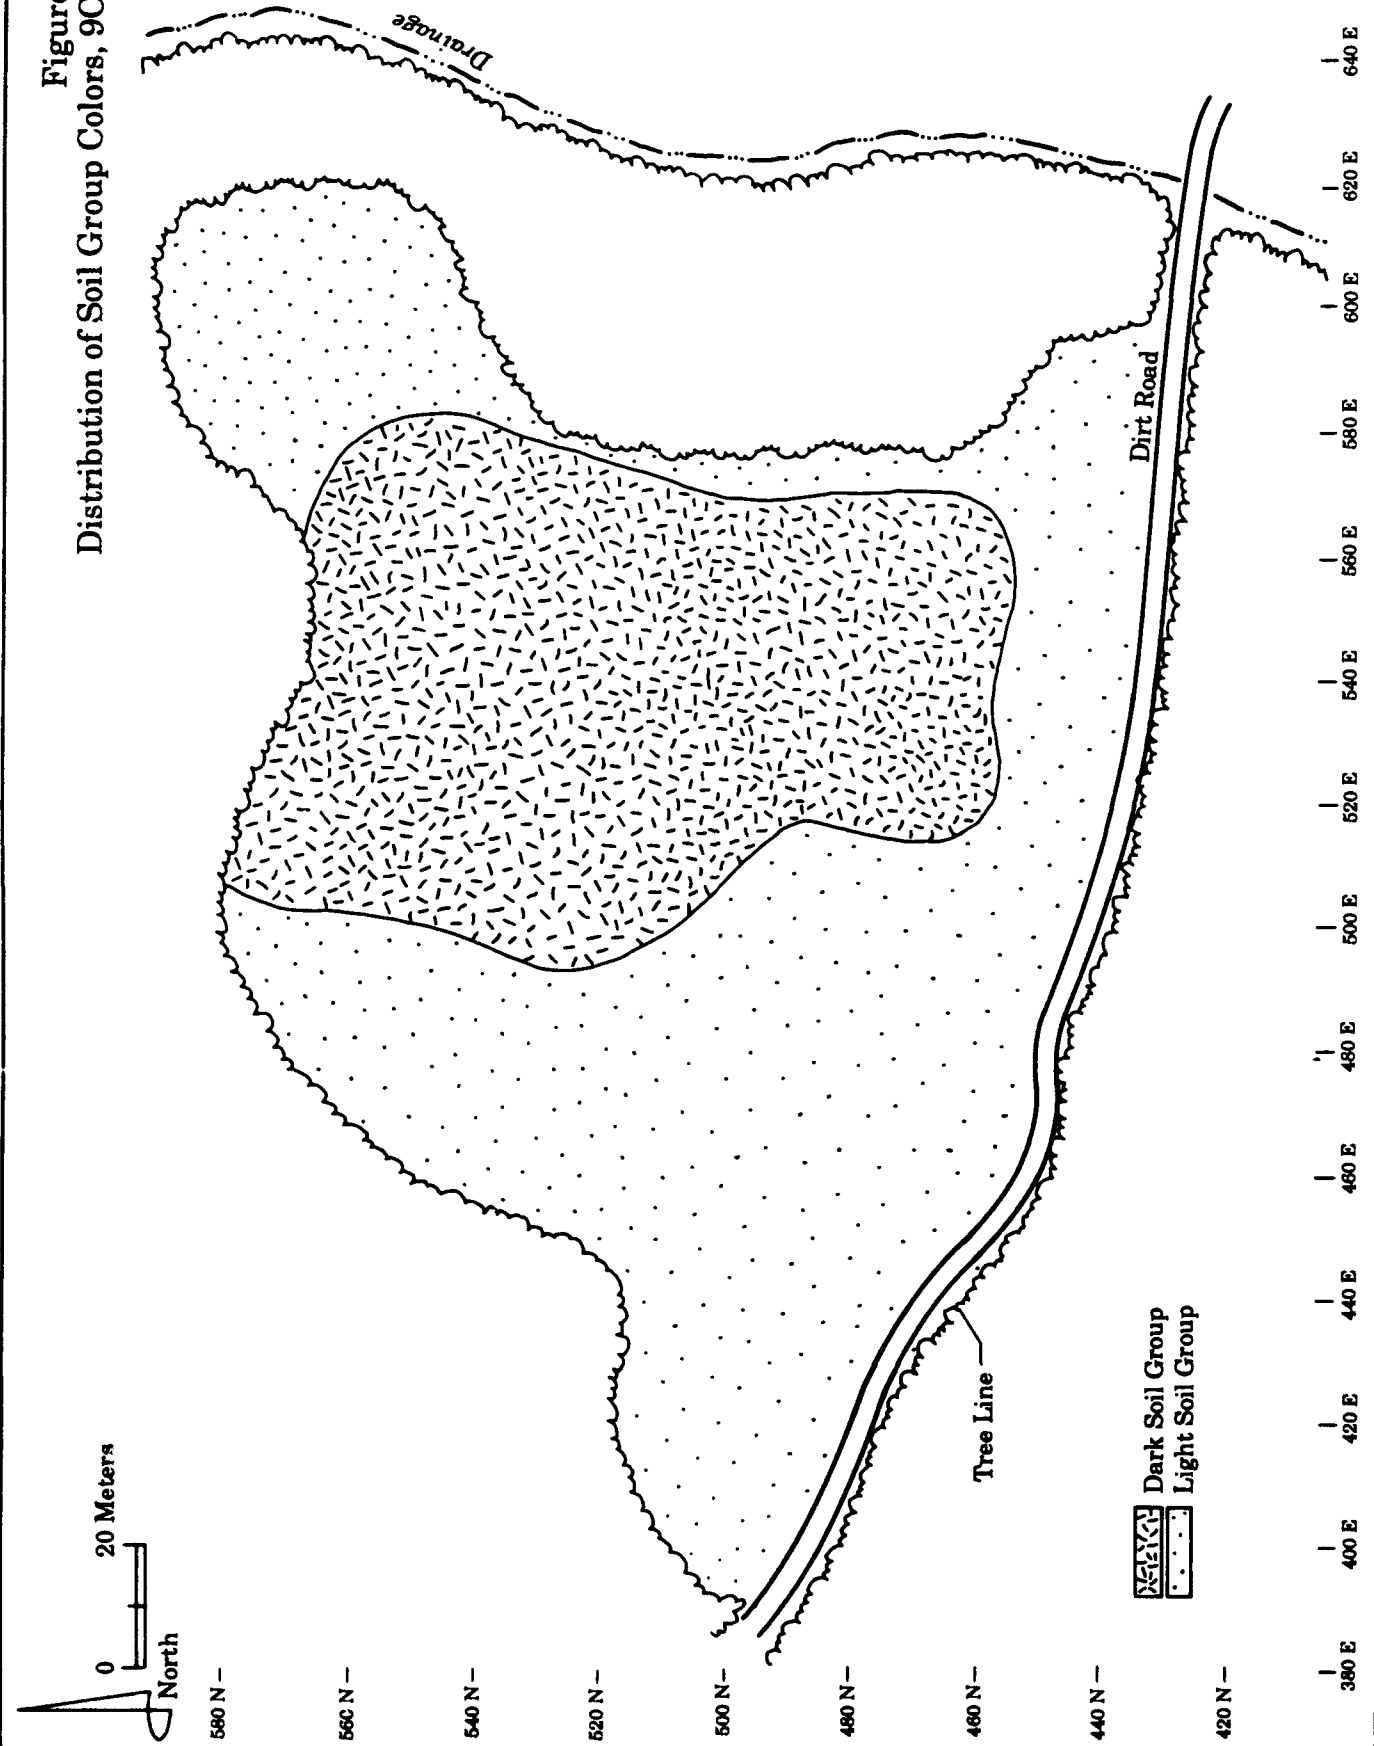 Figure
Distribution of Soil Group Colors, 9C
0 20 Meters
North
Drainage
580 N
56C N
540 N
520 N
500 N
480 N
460 N
440 N
420 N
Dirt Road
Tree Line
Dark Soil Group
Light Soil Group
380 E
400 E
420 E
440 E
460 E
480 E
500 E
520 E
540 E
560 E
580 E
600 E
620 E
640 E